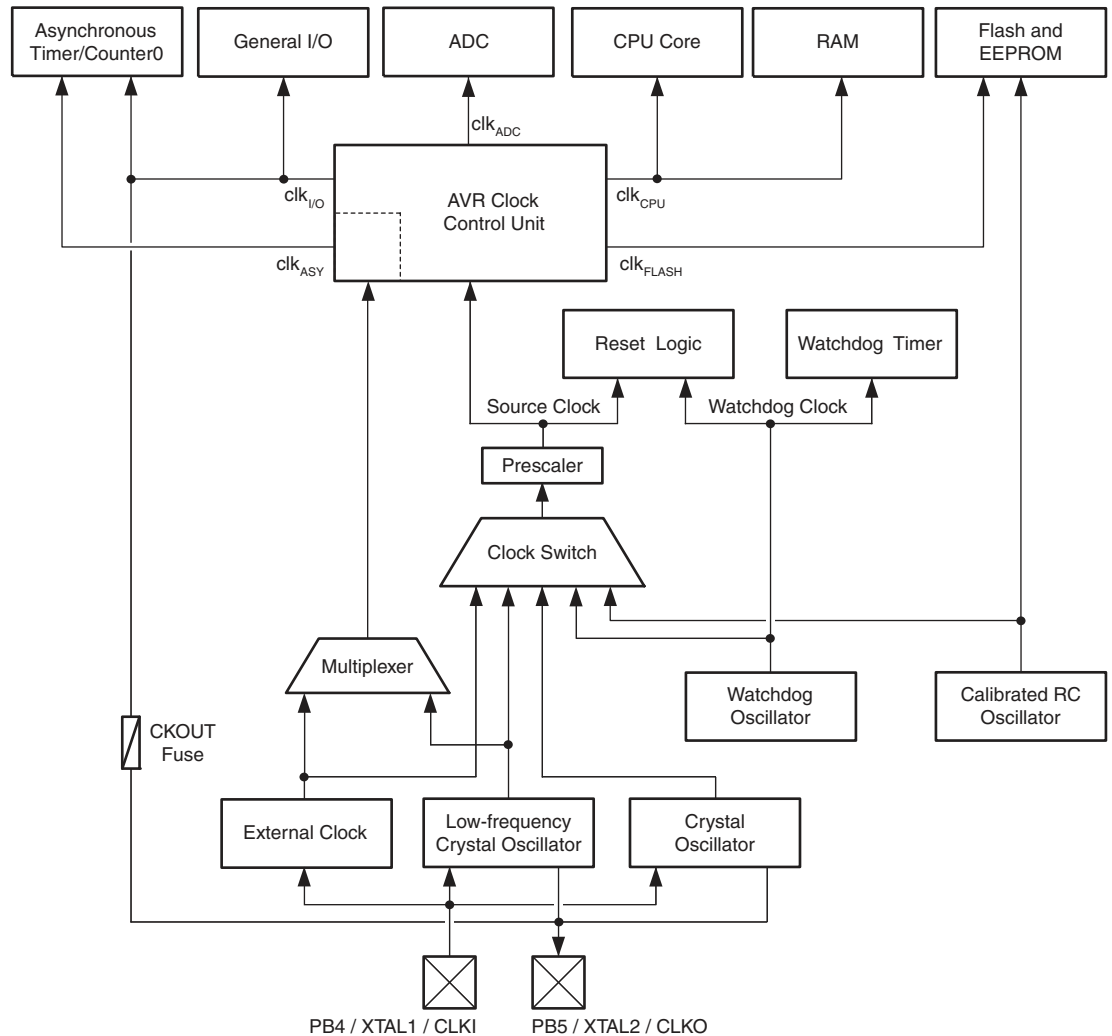 Asynchronous
Timer/Counter0
General I/O
ADC
CPU Core
RAM
Flash and
EEPROM
clkADC
clkI/O
AVR Clock
Control Unit
clkCPU
clkASY
clkFLASH
Reset Logic
Watchdog Timer
Source Clock
Watchdog Clock
Prescaler
Clock Switch
Multiplexer
Watchdog
Oscillator
Calibrated RC
Oscillator
CKOUT
Fuse
External Clock
Low-frequency
Crystal Oscillator
Crystal
Oscillator
PB4 / XTAL1 / CLKI
PB5 / XTAL2 / CLKO